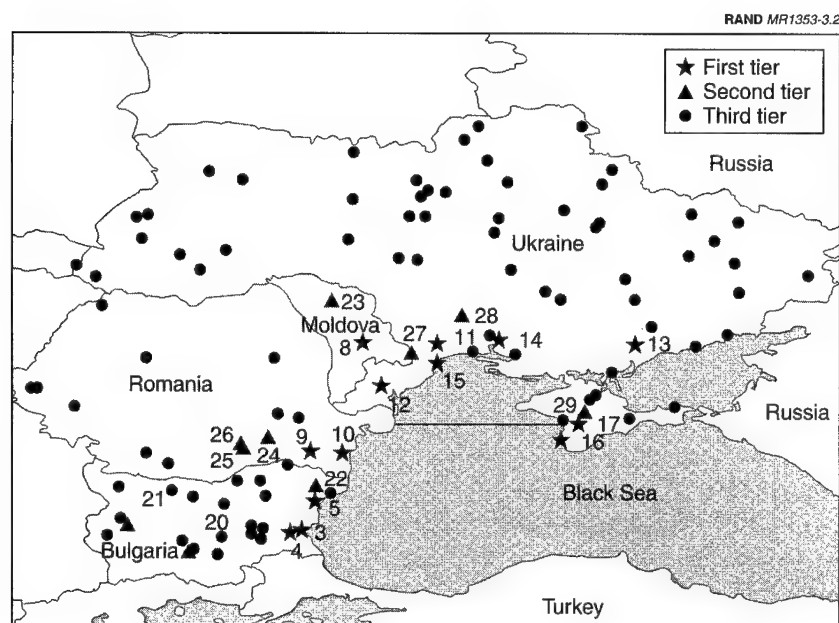 RAND MR1353-3.2
First tier
Second tier
Third tier
Russia
Ukraine
23
Moldova
28
27
8
11
14
13
15
Romania
12
Russia
29
17
26
9
10
16
25
24
22
Black Sea
21
5
20
3
Bulgaria
4
Turkey